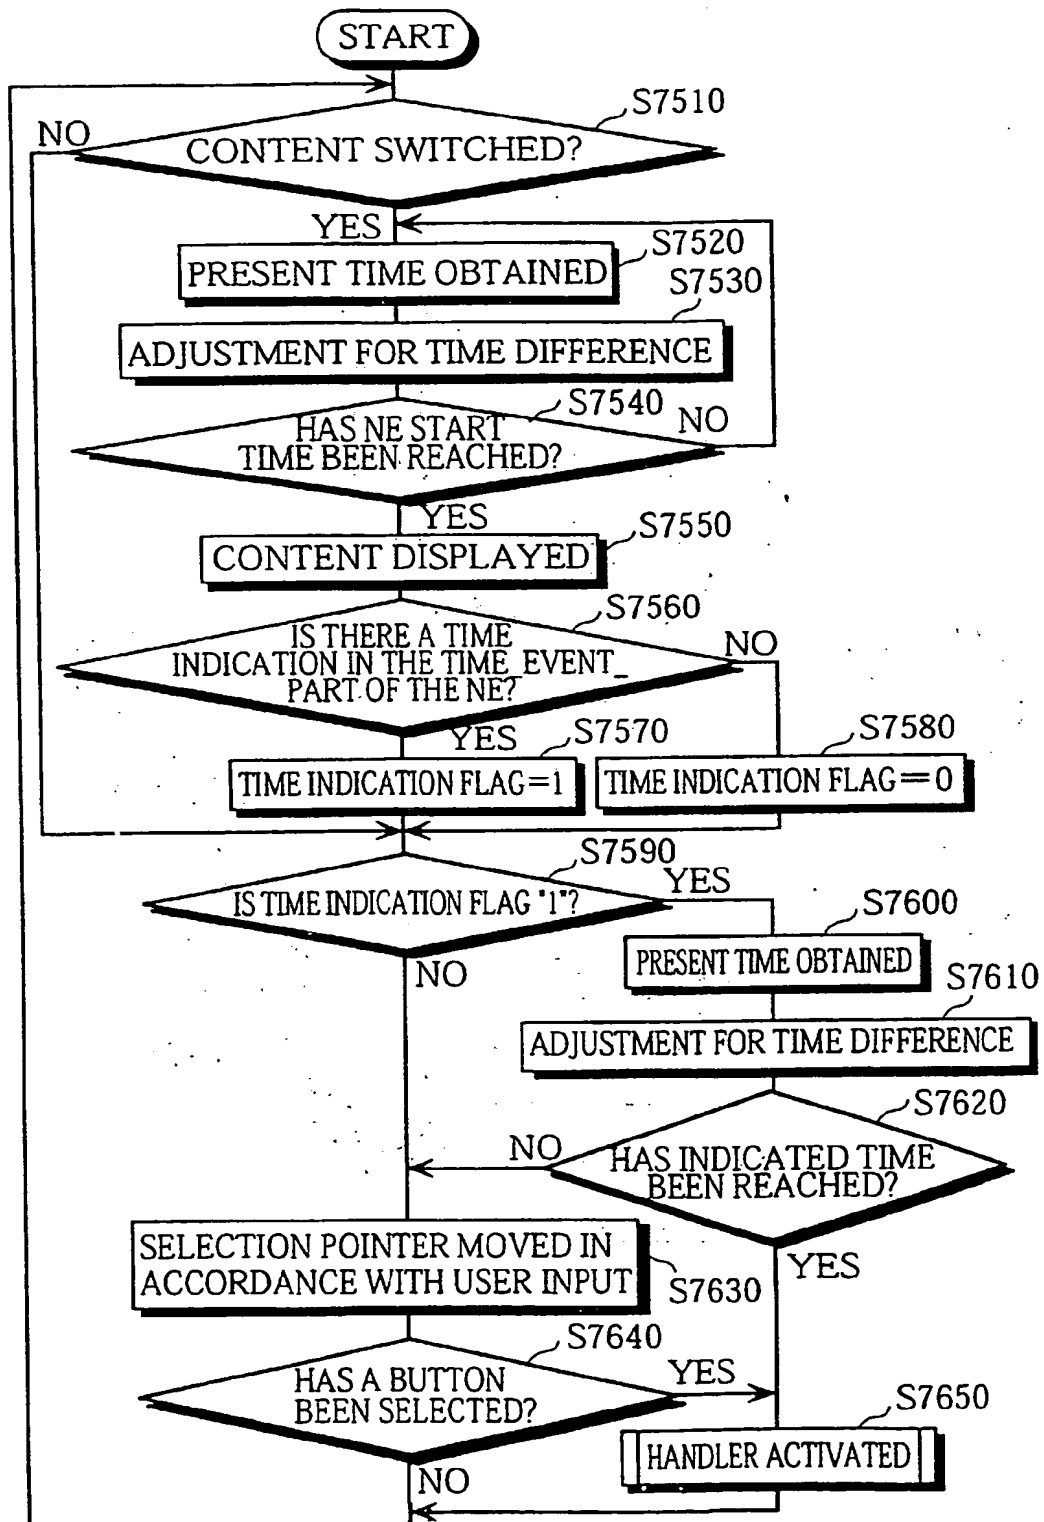 START
S7510
NO
CONTENT SWITCHED?
YES
S7520
PRESENT TIME OBTAINED
S7530
ADJUSTMENT FOR TIME DIFFERENCE
S7540
NO
HAS NE START
TIME BEEN REACHED?
YES
S7550
CONTENT DISPLAYED
S7560
NO
IS THERE A TIME
INDICATION IN THE TIME_EVENT_
PART OF THE NE?
YES
S7570
S7580
TIME INDICATION FLAG=1
TIME INDICATION FLAG=0
S7590
YES
IS TIME INDICATION FLAG "1"?
S7600
NO
PRESENT TIME OBTAINED
S7610
ADJUSTMENT FOR TIME DIFFERENCE
S7620
NO
HAS INDICATED TIME
BEEN REACHED?
YES
SELECTION POINTER MOVED IN
ACCORDANCE WITH USER INPUT
S7630
S7640
YES
HAS A BUTTON
BEEN SELECTED?
S7650
HANDLER ACTIVATED
NO